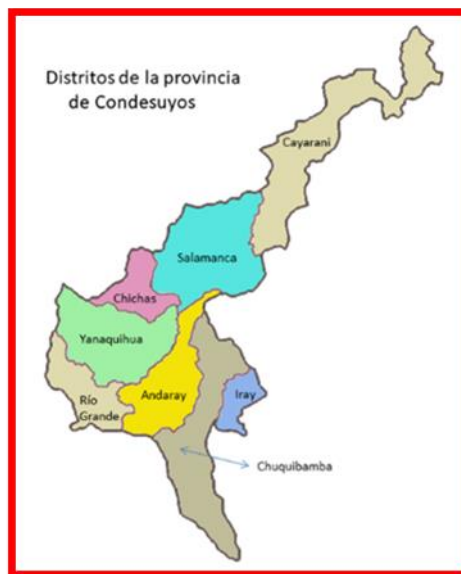 Distritos de la provincia
de Condesuyos
Cayarani
Salamanca
Chichas
Yanaquihua
Río
Grande
Andaray
Iray
Chuquibamba